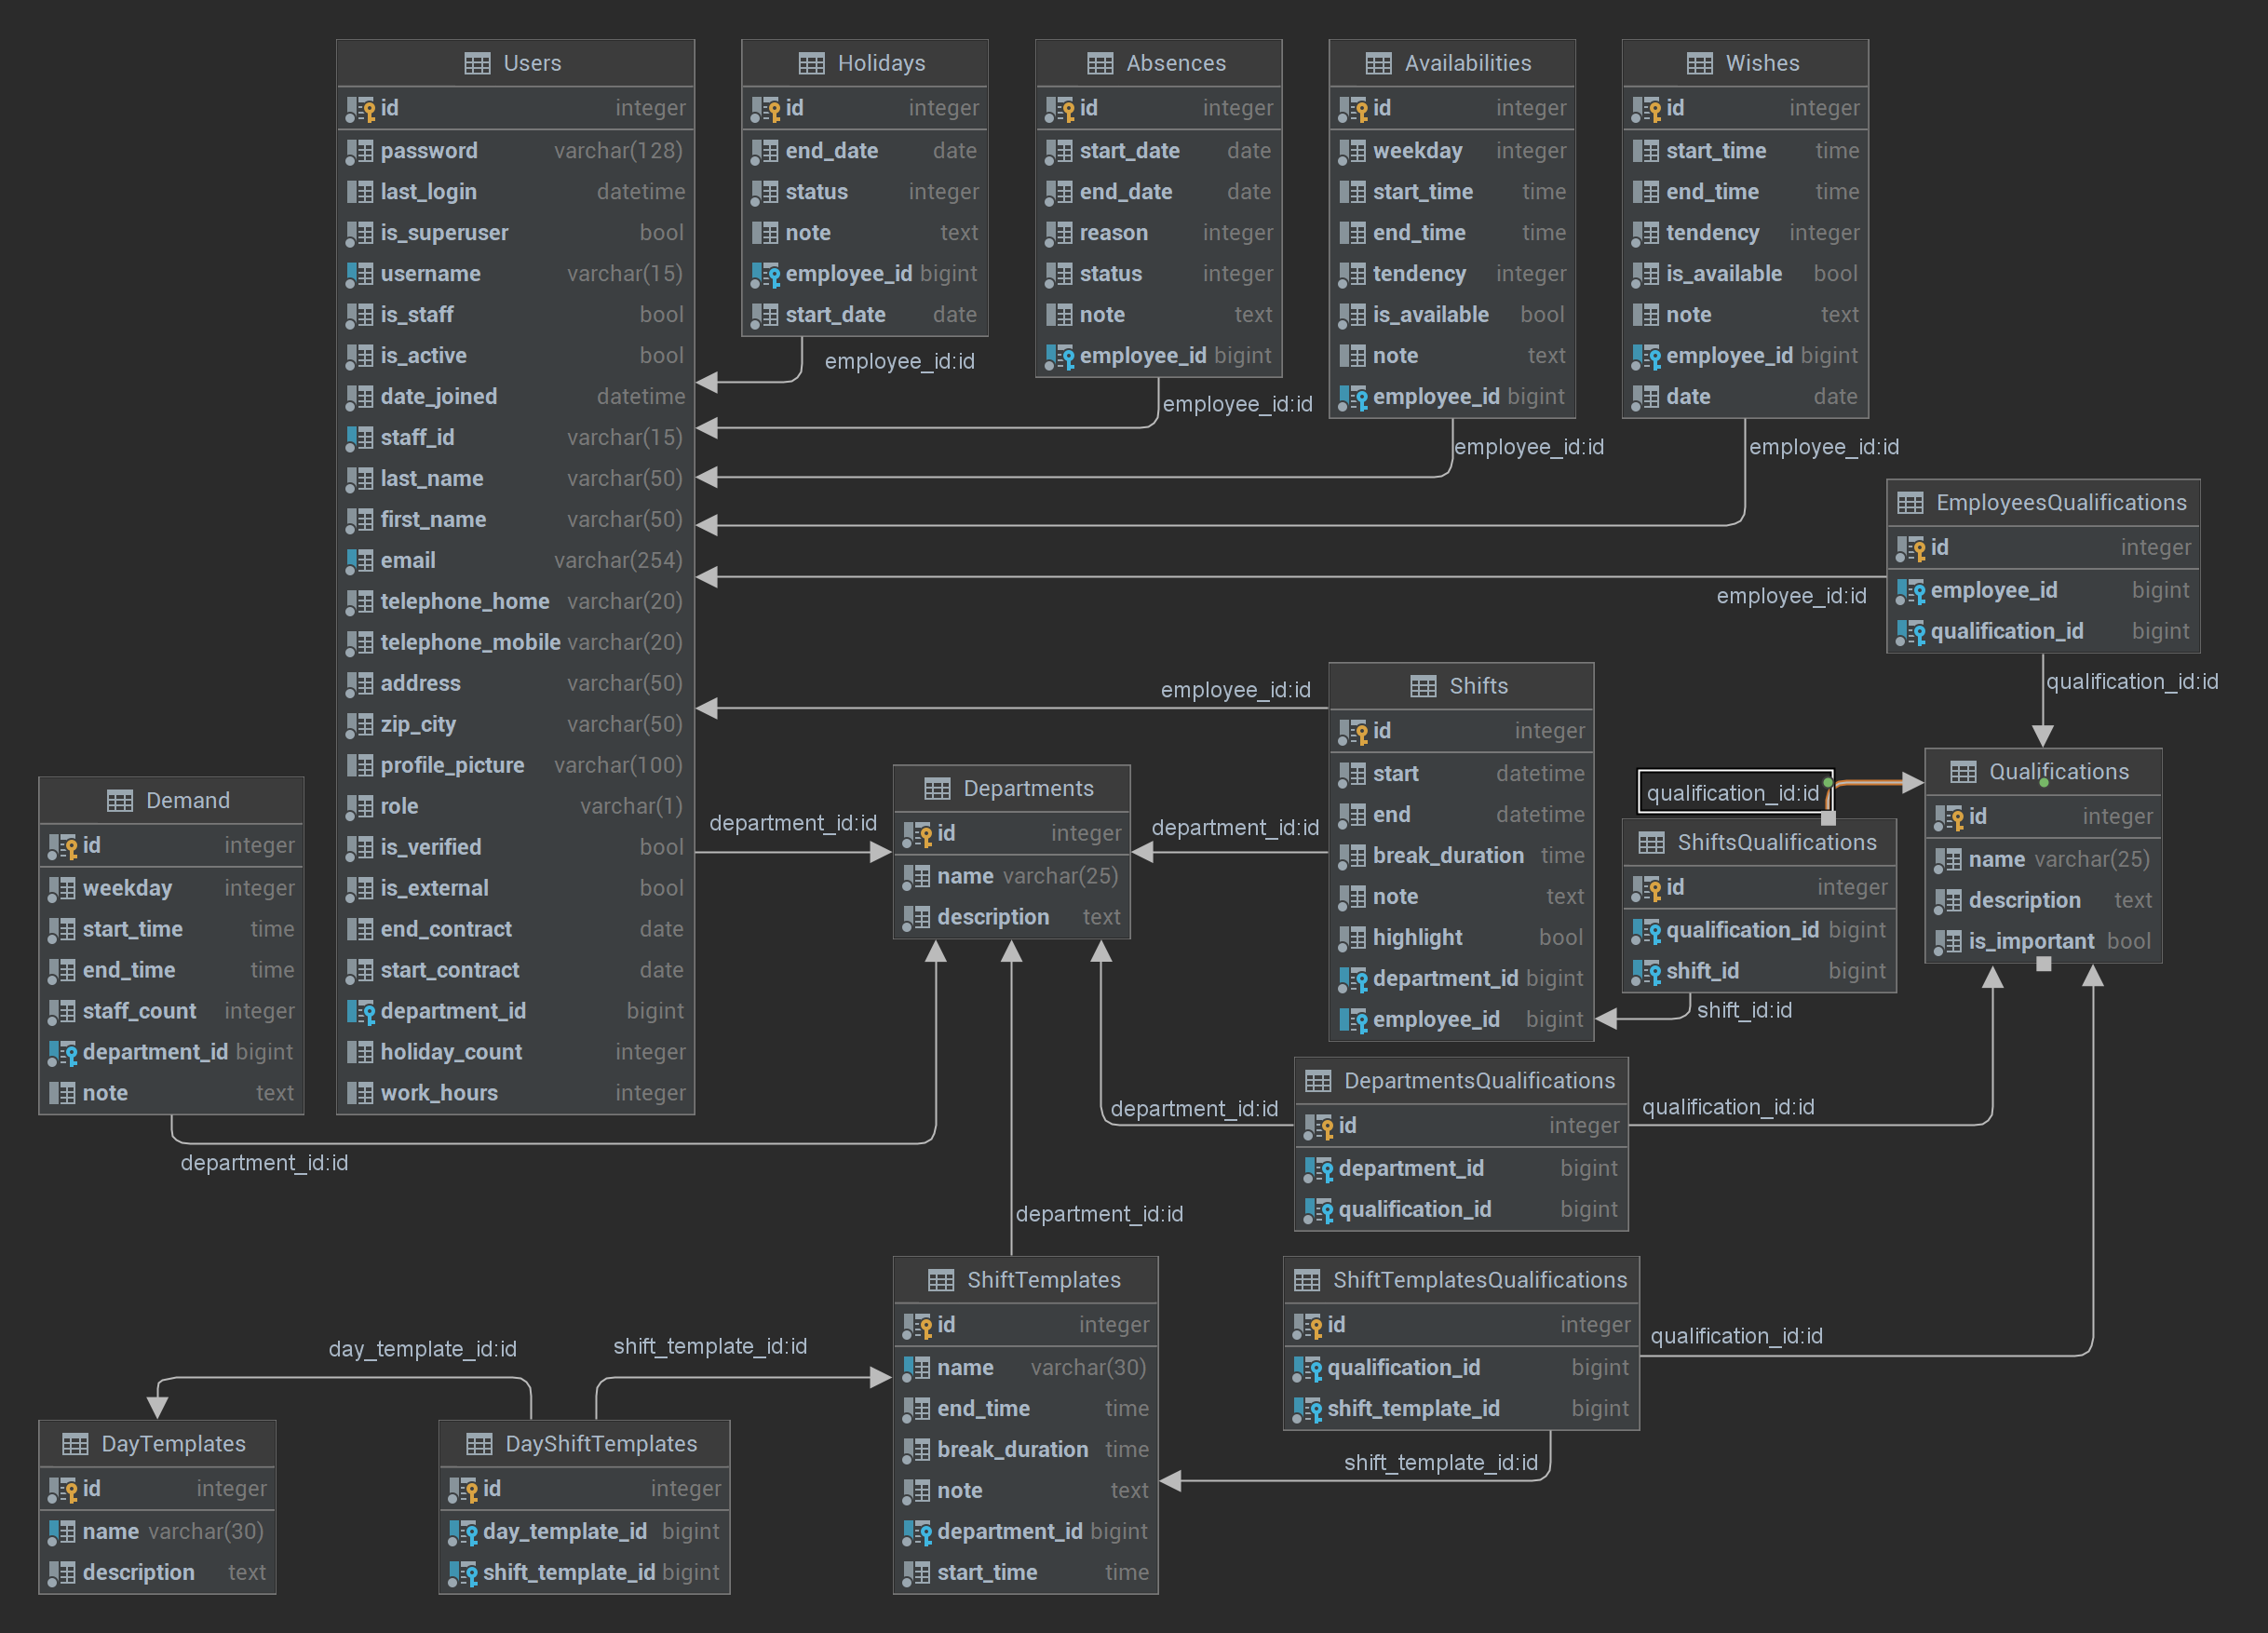 Users
id integer
password varchar(128)
last_login datetime
is_superuser bool
username varchar(15)
is_staff bool
is_active bool
date_joined datetime
staff_id varchar(15)
last_name varchar(50)
first_name varchar(50)
email varchar(254)
telephone_home varchar(20)
telephone_mobile varchar(20)
address varchar(50)
zip_city varchar(50)
profile_picture varchar(100)
role varchar(1)
is_verified bool
is_external bool
end_contract date
start_contract date
department_id bigint
holiday_count integer
work_hours integer
Holidays
id integer
end_date date
status integer
note text
employee_id bigint
start_date date
employee_id:id
Absences
id integer
start_date date
end_date date
reason integer
status integer
note text
employee_id bigint
employee_id:id
Availabilities
id integer
weekday integer
start_time time
end_time time
tendency integer
is_available bool
note text
employee_id bigint
employee_id:id
Wishes
id integer
start_time time
end_time time
tendency integer
is_available bool
note text
employee_id bigint
date date
employee_id:id
EmployeesQualifications
id integer
employee_id bigint
qualification_id bigint
employee_id:id
qualification_id:id
Shifts
id integer
start datetime
end datetime
break_duration time
note text
highlight bool
department_id bigint
employee_id bigint
employee_id:id
department_id:id
Departments
id integer
name varchar(25)
description text
department_id:id
Demand
id integer
weekday integer
start_time time
end_time time
staff_count integer
department_id bigint
note text
department_id:id
qualification_id:id
ShiftsQualifications
id integer
qualification_id bigint
shift_id bigint
shift_id:id
Qualifications
id integer
name varchar(25)
description text
is_important bool
DepartmentsQualifications
id integer
department_id bigint
qualification_id bigint
department_id:id
qualification_id:id
department_id:id
ShiftTemplates
id integer
name varchar(30)
end_time time
break_duration time
note text
department_id bigint
start_time time
ShiftTemplatesQualifications
id integer
qualification_id bigint
shift_template_id bigint
qualification_id:id
shift_template_id:id
day_template_id:id
shift_template_id:id
DayTemplates
id integer
name varchar(30)
description text
DayShiftTemplates
id integer
day_template_id bigint
shift_template_id bigint